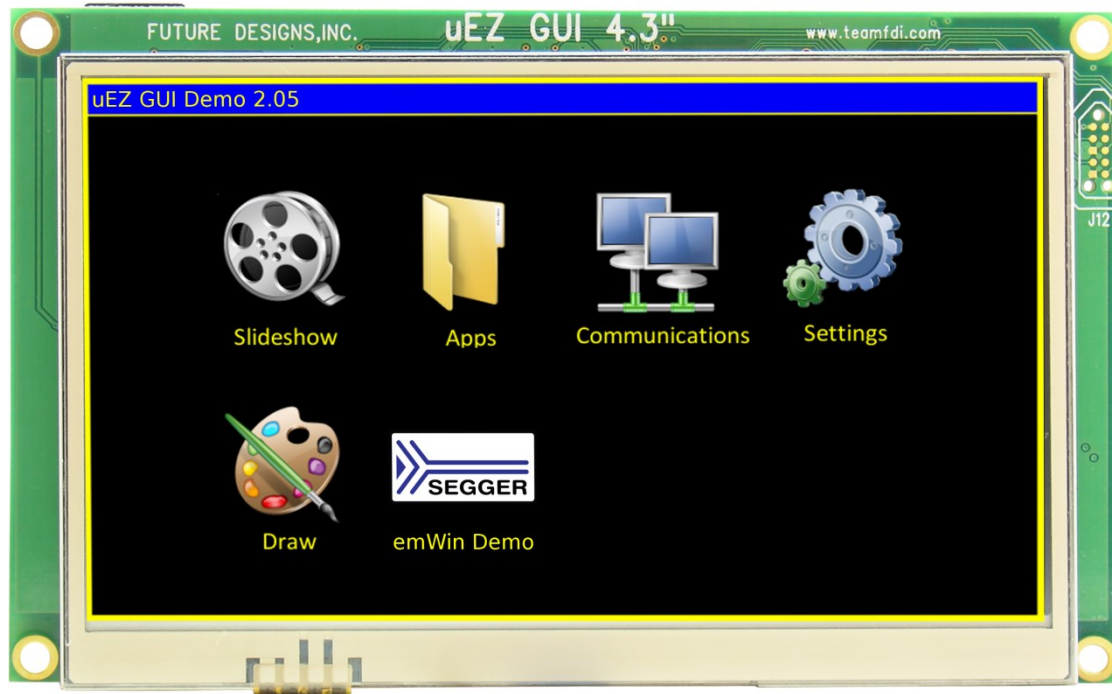 FUTURE DESIGNS,INC.
uEZ GUI 4.3"
www.teamfdi.com
uEZ GUI Demo 2.05
J12
Slideshow
Apps
Communications
Settings
SEGGER
Draw
emWin Demo